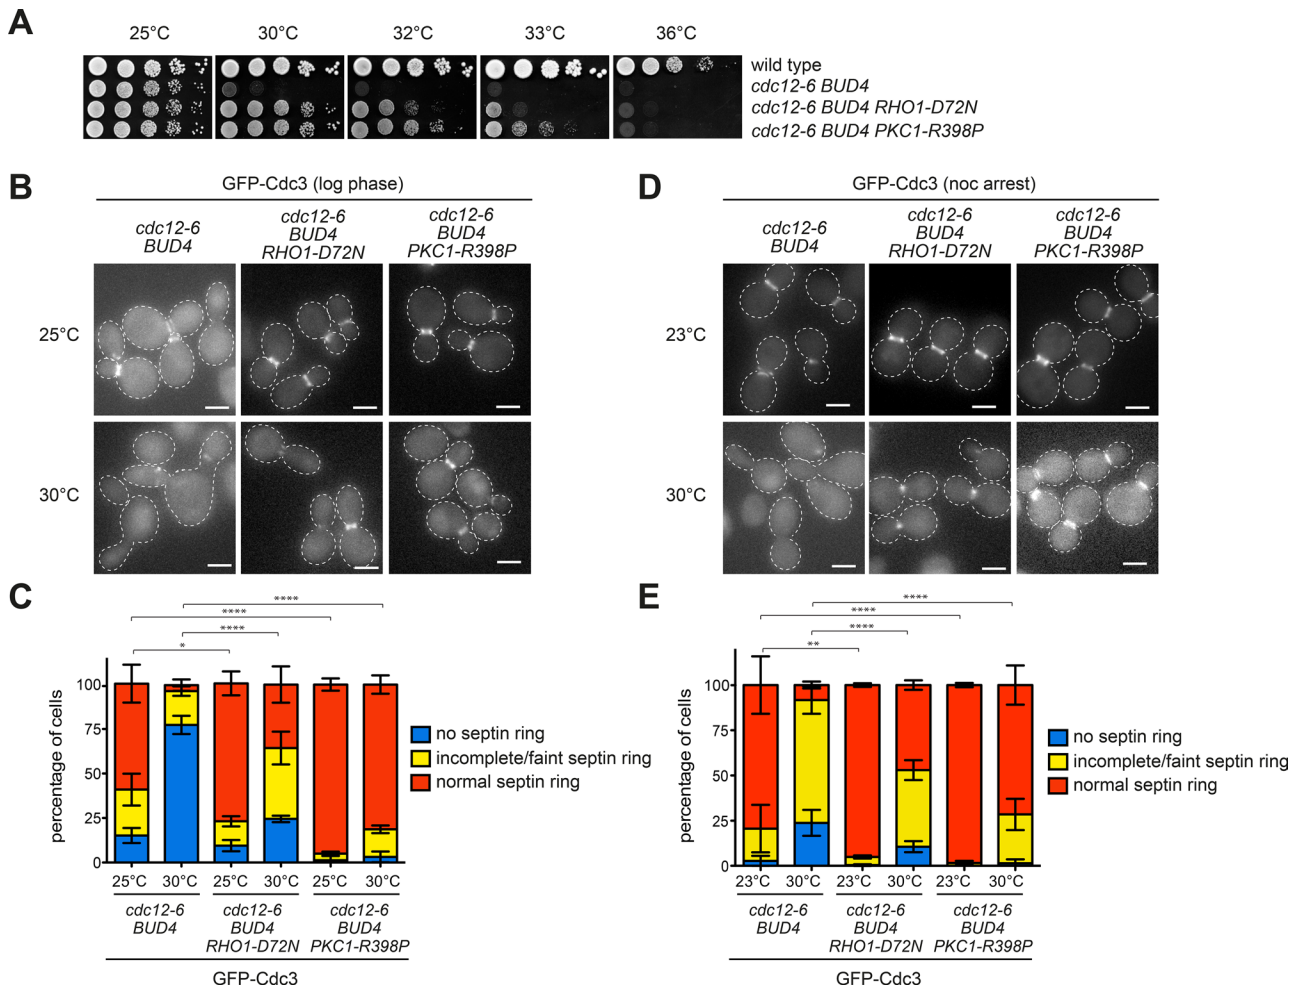 A
25°C 30°C 32°C 33°C 36°C
wild type
cdc12-6 BUD4
cdc12-6 BUD4 RHO1-D72N
cdc12-6 BUD4 PKC1-R398P
B
GFP-Cdc3 (log phase)
cdc12-6
BUD4
cdc12-6
BUD4
RHO1-D72N
cdc12-6
BUD4
PKC1-R398P
25°C
30°C
D
GFP-Cdc3 (noc arrest)
cdc12-6
BUD4
cdc12-6
BUD4
RHO1-D72N
cdc12-6
BUD4
PKC1-R398P
23°C
30°C
C
****
****
****
*
percentage of cells
100
75
50
25
0
25°C 30°C 25°C 30°C 25°C 30°C
cdc12-6
BUD4
cdc12-6
BUD4
RHO1-D72N
cdc12-6
BUD4
PKC1-R398P
GFP-Cdc3
no septin ring
incomplete/faint septin ring
normal septin ring
E
****
****
****
**
percentage of cells
100
75
50
25
0
23°C 30°C 23°C 30°C 23°C 30°C
cdc12-6
BUD4
cdc12-6
BUD4
RHO1-D72N
cdc12-6
BUD4
PKC1-R398P
GFP-Cdc3
no septin ring
incomplete/faint septin ring
normal septin ring